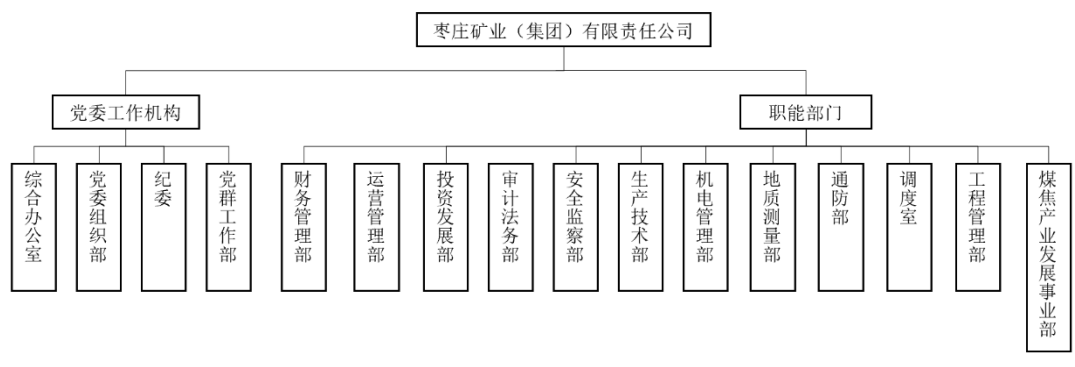 枣庄矿业（集团）有限责任公司
党委工作机构
职能部门
综合办公室
党委组织部
纪委
党群工作部
财务管理部
运营管理部
投资发展部
审计法务部
安全监察部
生产技术部
机电管理部
地质测量部
通防部
调度室
工程管理部
煤焦产业发展事业部